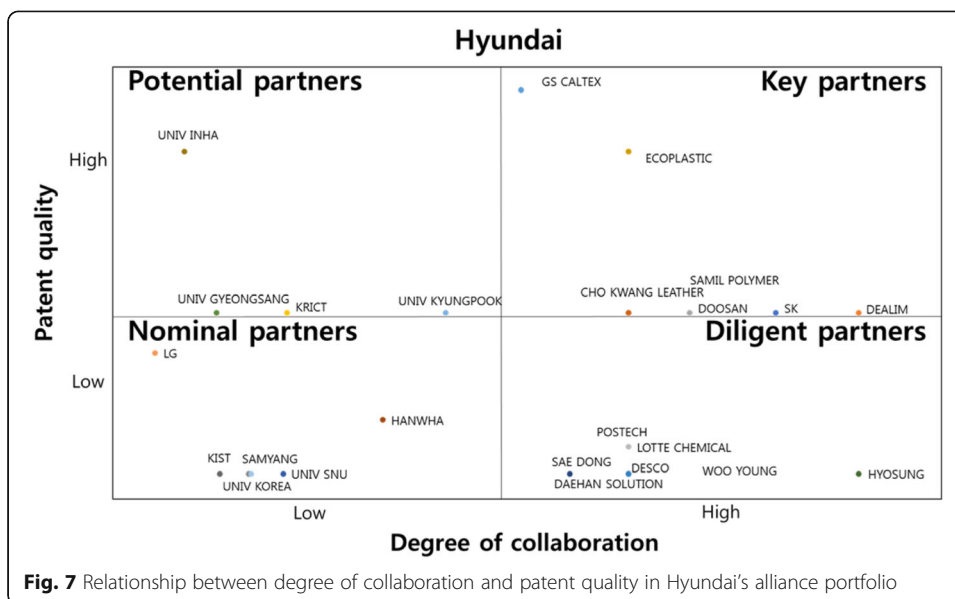 Hyundai
Potential partners
Key partners
GS CALTEX
UNIV INHA
High
ECOPLASTIC
Patent quality
SAMIL POLYMER
CHO KWANG LEATHER
UNIV GYEONGSANG
KRICT
UNIV KYUNGPOOK
DOOSAN
SK
DEALIM
Nominal partners
Diligent partners
LG
Low
HANWHA
POSTECH
LOTTE CHEMICAL
KIST
SAMYANG
UNIV SNU
UNIV KOREA
SAE DONG
DESCO
WOO YOUNG
HYOSUNG
DAEHAN SOLUTION
Low
High
Degree of collaboration
Fig. 7 Relationship between degree of collaboration and patent quality in Hyundai's alliance portfolio